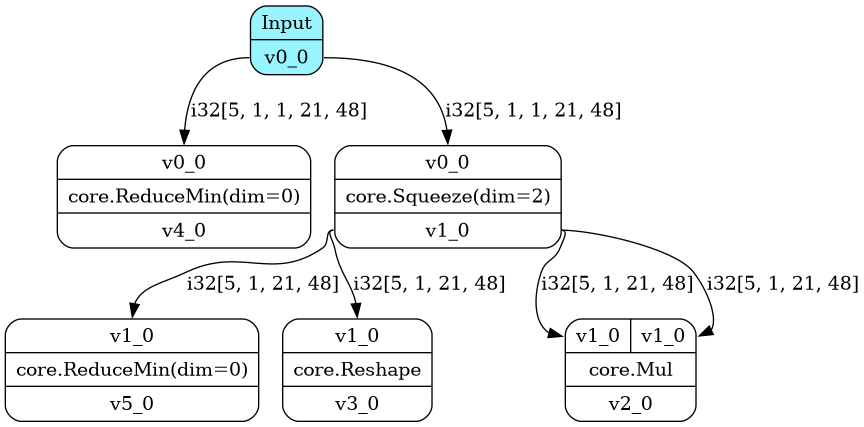 Input
v0_0
i32[5, 1, 1, 21, 48]
i32[5, 1, 1, 21, 48]
v0_0
core.ReduceMin(dim=0)
v4_0
v0_0
core.Squeeze(dim=2)
v1_0
i32[5, 1, 21, 48]
i32[5, 1, 21, 48]
i32[5, 1, 21, 48]
i32[5, 1, 21, 48]
v1_0
core.ReduceMin(dim=0)
v5_0
v1_0
core.Reshape
v3_0
v1_0 v1_0
core.Mul
v2_0